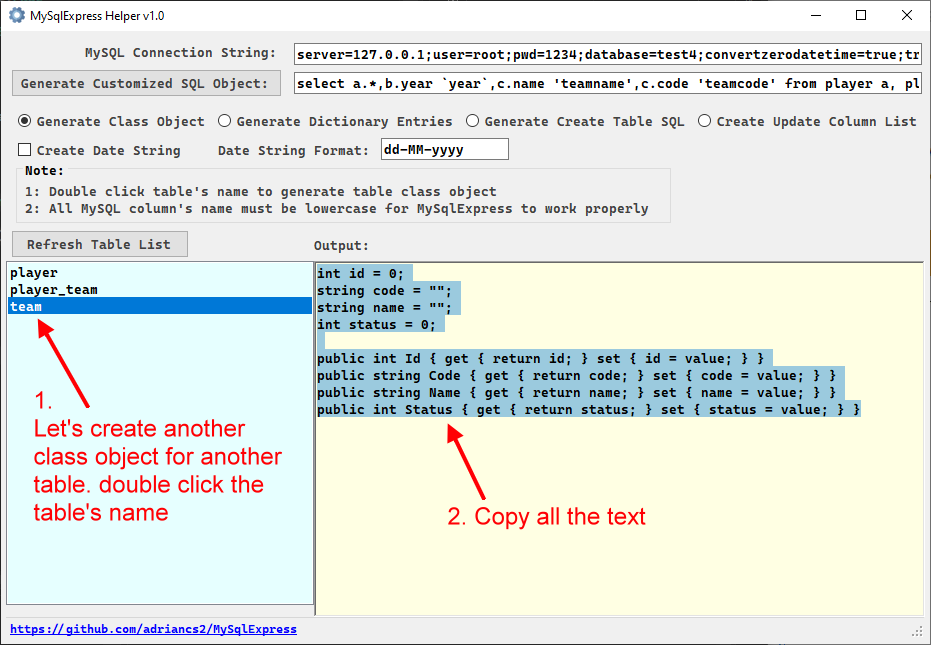 MySqlExpress Helper v1.0
MySQL Connection String: server=127.0.0.1;user=root;pwd=1234;database=test4;convertzerodatetime=true;tr
Generate Customized SQL Object: select a.*,b.year `year`,c.name 'teamname',c.code 'teamcode' from player a, pl
Generate Class Object Generate Dictionary Entries Generate Create Table SQL Create Update Column List
Create Date String Date String Format: dd-MM-yyyy
Note:
1: Double click table's name to generate table class object
2: All MySQL column's name must be lowercase for MySqlExpress to work properly
Refresh Table List
Output:
player
player_team
team
int id = 0;
string code = "";
string name = "";
int status = 0;
public int Id { get { return id; } set { id = value; } }
public string Code { get { return code; } set { code = value; } }
public string Name { get { return name; } set { name = value; } }
public int Status { get { return status; } set { status = value; } }
1.
Let's create another
class object for another
table. double click the
table's name
2. Copy all the text
https://github.com/adriancs2/MySqlExpress